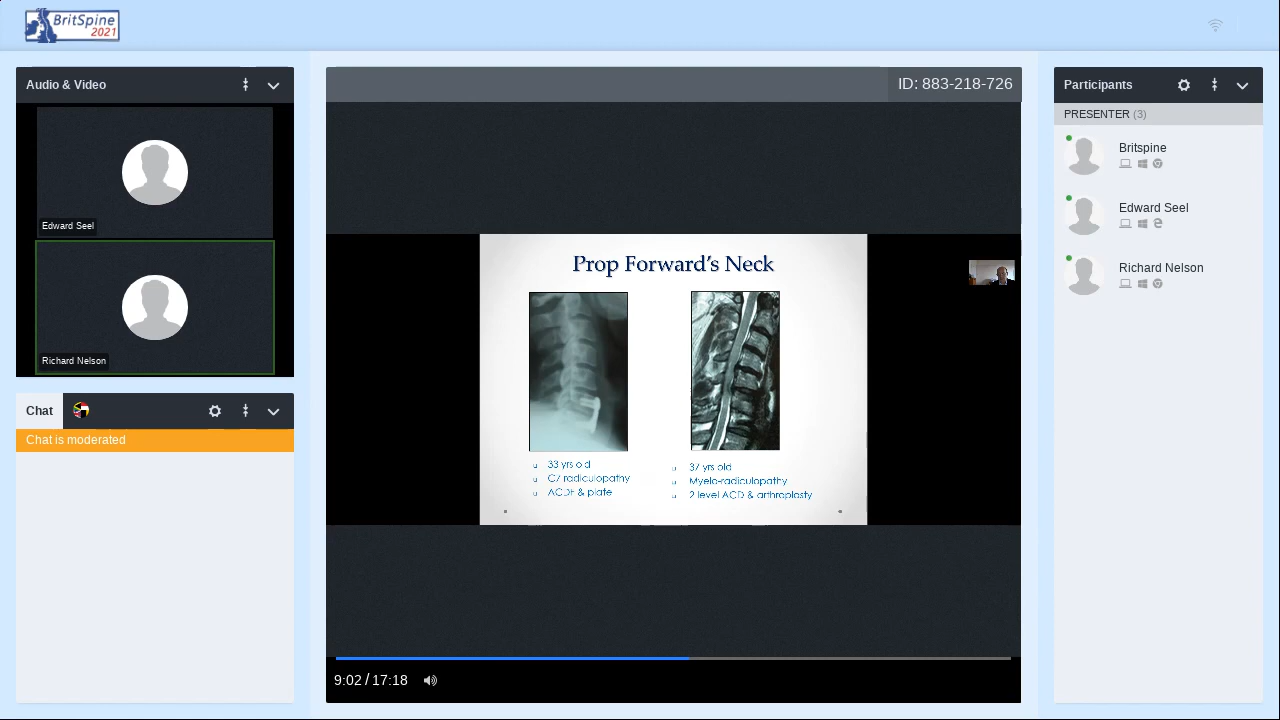 BritSpine
2021
Audio & Video
Edward Seel
Richard Nelson
Chat
Chat is moderated
ID: 883-218-726
Prop Forward's Neck
33 yrs old
C7 radiculopathy
ACDF & plate
37 yrs old
Myelo-radiculopathy
2 level ACD & arthroplasty
9:02 / 17:18
Participants
PRESENTER (3)
Britspine
Edward Seel
Richard Nelson